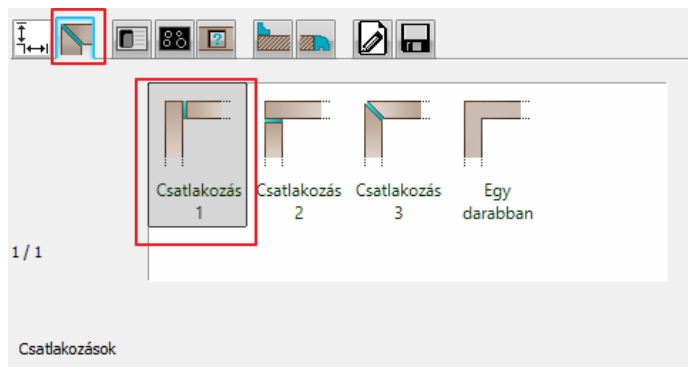 Csatlakozás
1
Csatlakozás
2
Csatlakozás
3
Egy
darabban
1 / 1
Csatlakozások